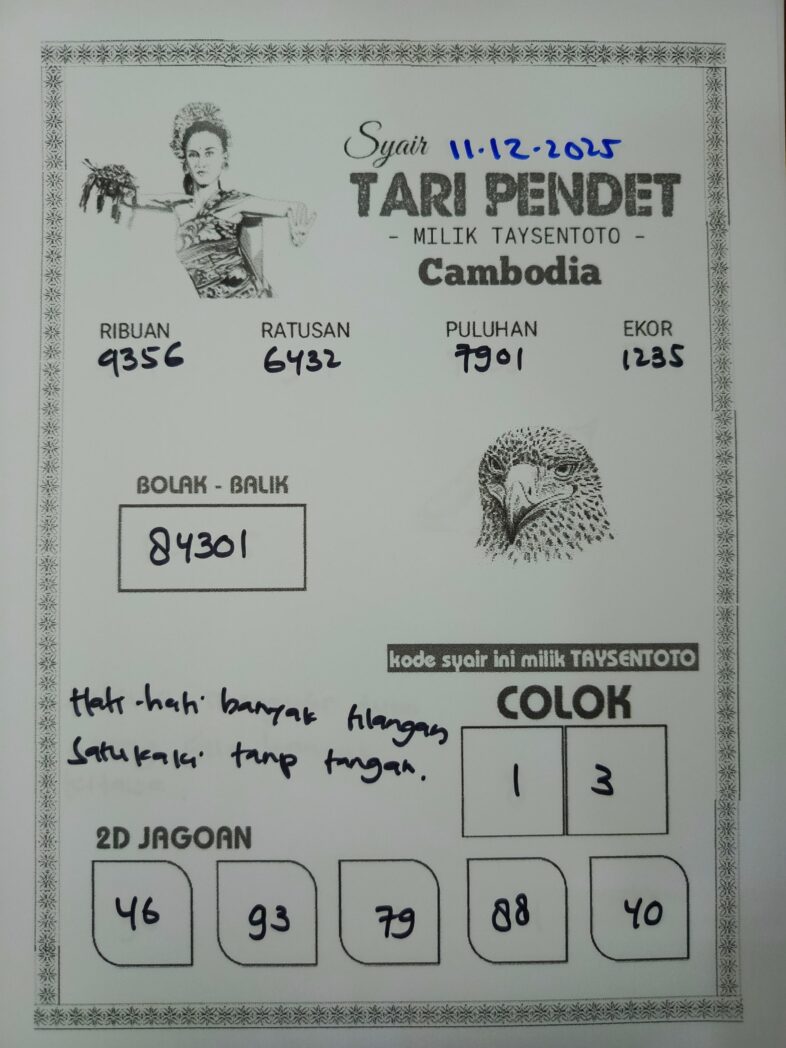 Syair 11.12.2025
TARI PENDET
- MILIK TAYSENTOTO -
Cambodia
RIBUAN RATUSAN PULUHAN EKOR
9356 6432 7901 1235
BOLAK - BALIK
84301
kode syair ini milik TAYSENTOTO
Hati-hati banyak
satu kaki tanp tangan.
COLOK
1 3
2D JAGOAN
46 93 79 88 40